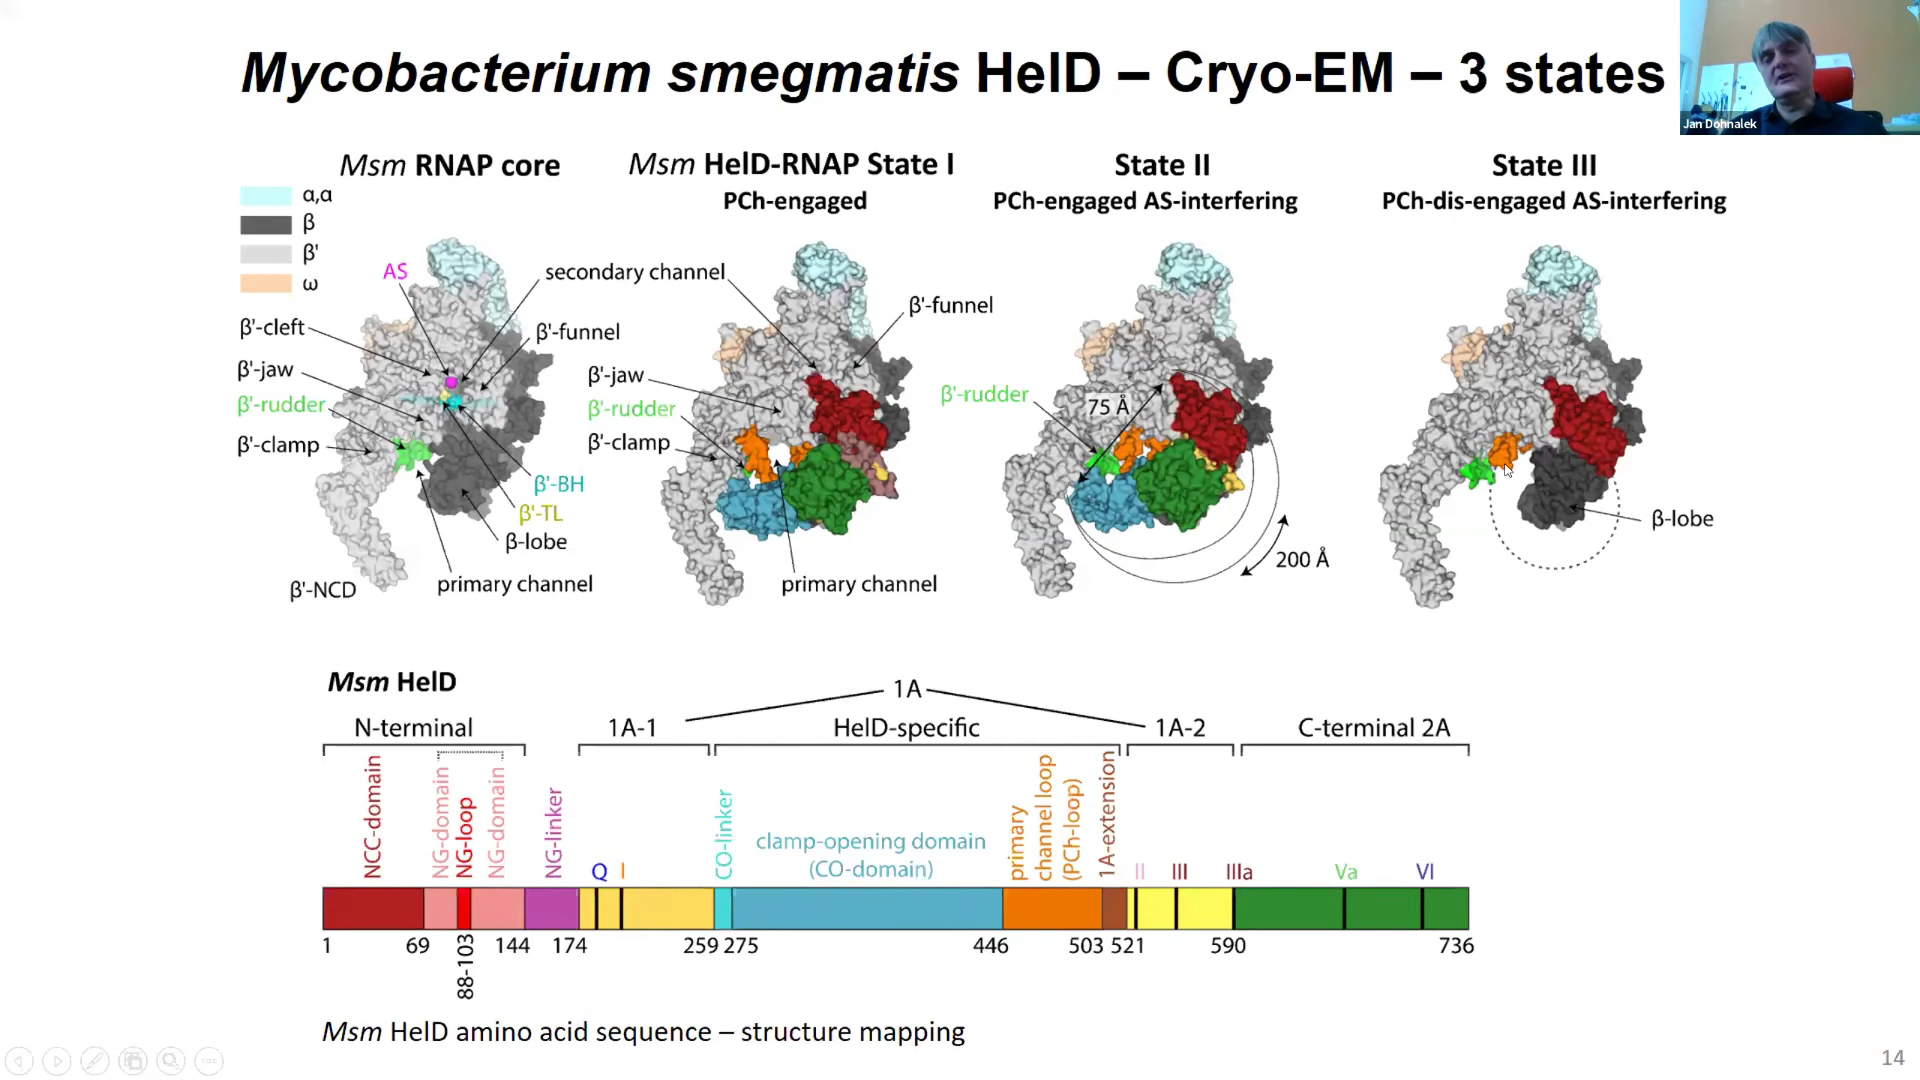 Mycobacterium smegmatis HelD – Cryo-EM – 3 states
Jan Dohnalek
Msm RNAP core
Msm HelD-RNAP State I
PCh-engaged
State II
PCh-engaged AS-interfering
State III
PCh-dis-engaged AS-interfering
α,α
β
β'
ω
AS
β'-cleft
β'-jaw
β'-rudder
β'-clamp
β'-NCD
secondary channel
β'-funnel
β'-BH
β'-TL
β-lobe
primary channel
β'-funnel
β'-jaw
β'-rudder
β'-clamp
primary channel
β'-rudder
75 Å
200 Å
β-lobe
Msm HelD
1A
N-terminal
1A-1
HelD-specific
1A-2
C-terminal 2A
NCC-domain
NG-domain
NG-loop
NG-domain
NG-linker
Q
I
CO-linker
clamp-opening domain
(CO-domain)
primary
channel loop
(PCh-loop)
1A-extension
II
III
IIIa
Va
VI
1
69
88-103
144
174
259
275
446
503
521
590
736
Msm HelD amino acid sequence – structure mapping
14